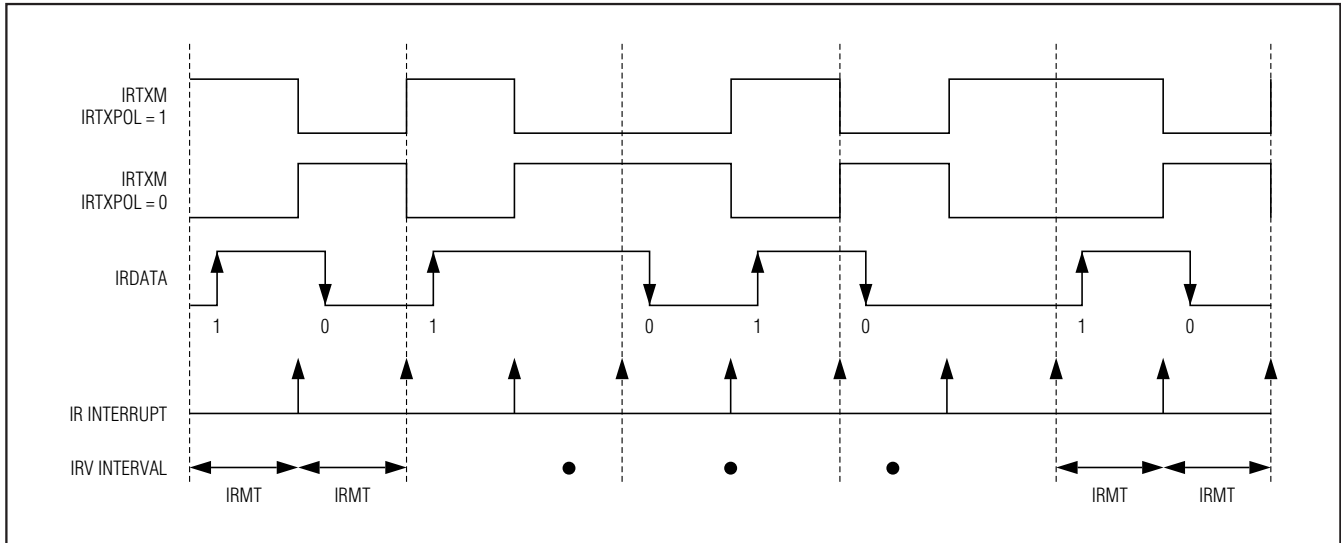 IRTXM
IRTXPOL = 1
IRTXM
IRTXPOL = 0
IRDATA
1 0 1 0 1 0 1 0
IR INTERRUPT
IRV INTERVAL
IRMT IRMT IRMT IRMT